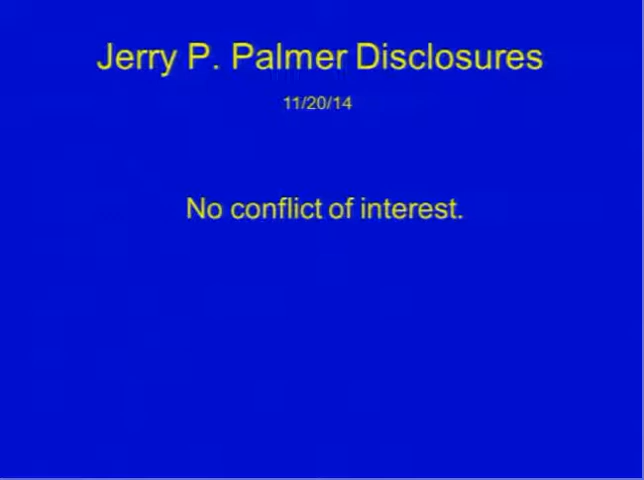 Jerry P. Palmer Disclosures
11/20/14
No conflict of interest.